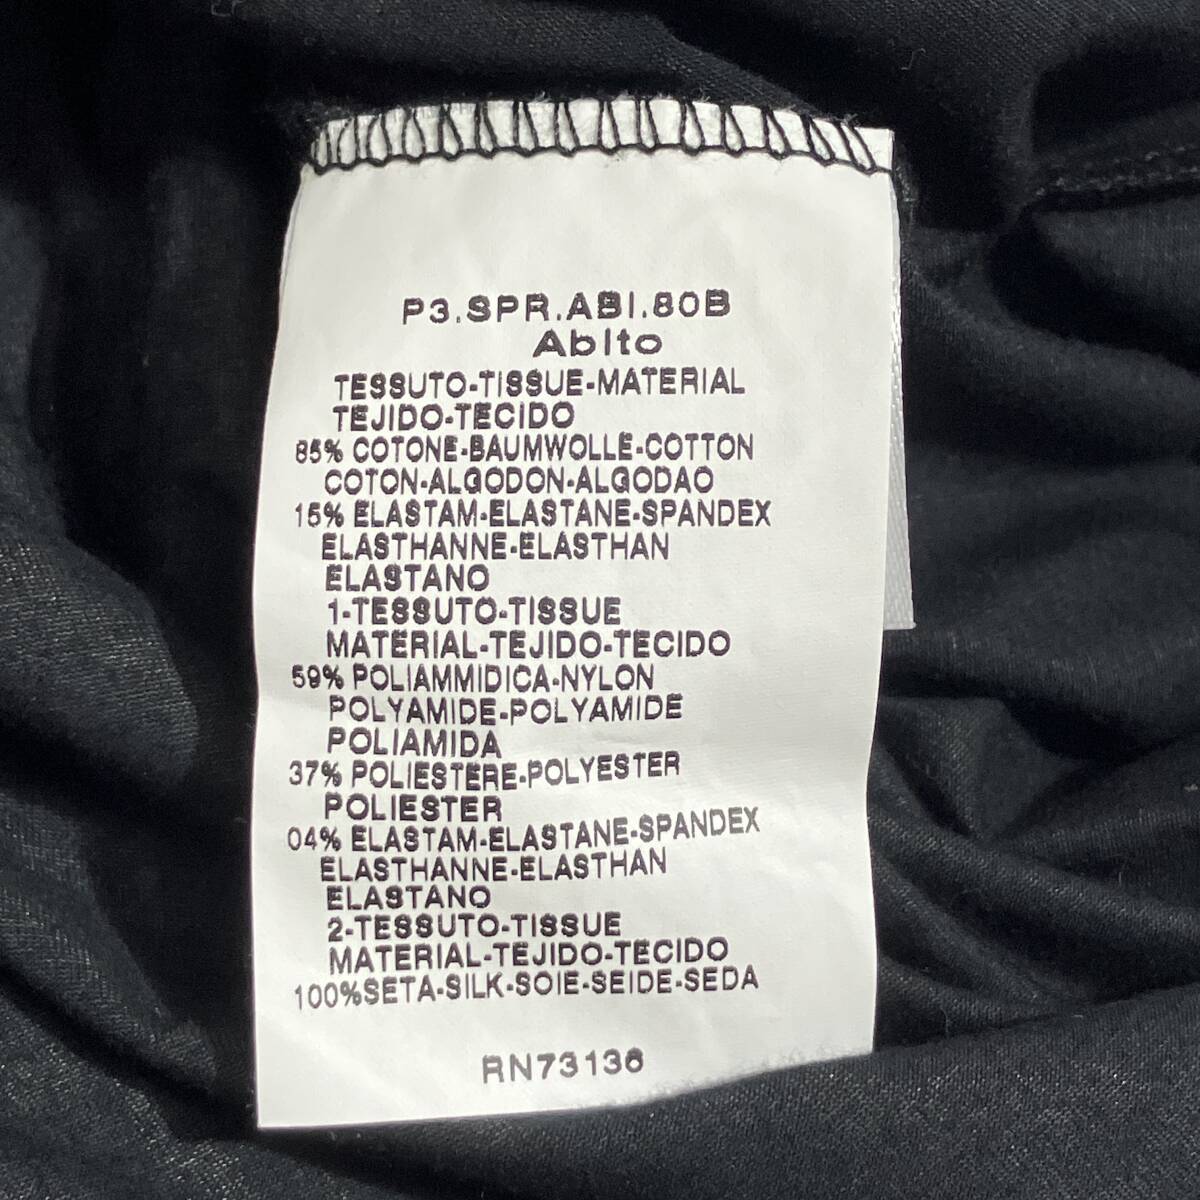 P3.SPR.ABI.80B
Abito
TESSUTO-TISSUE-MATERIAL
TEJIDO-TECIDO
85% COTONE-BAUMWOLLE-COTTON
COTON-ALGODON-ALGODAO
15% ELASTAM-ELASTANE-SPANDEX
ELASTHANNE-ELASTHAN
ELASTANO
1-TESSUTO-TISSUE
MATERIAL-TEJIDO-TECIDO
59% POLIAMMIDICA-NYLON
POLYAMIDE-POLYAMIDE
POLIAMIDA
37% POLIESTERE-POLYESTER
POLIESTER
04% ELASTAM-ELASTANE-SPANDEX
ELASTHANNE-ELASTHAN
ELASTANO
2-TESSUTO-TISSUE
MATERIAL-TEJIDO-TECIDO
100%SETA-SILK-SOIE-SEIDE-SEDA
RN73136